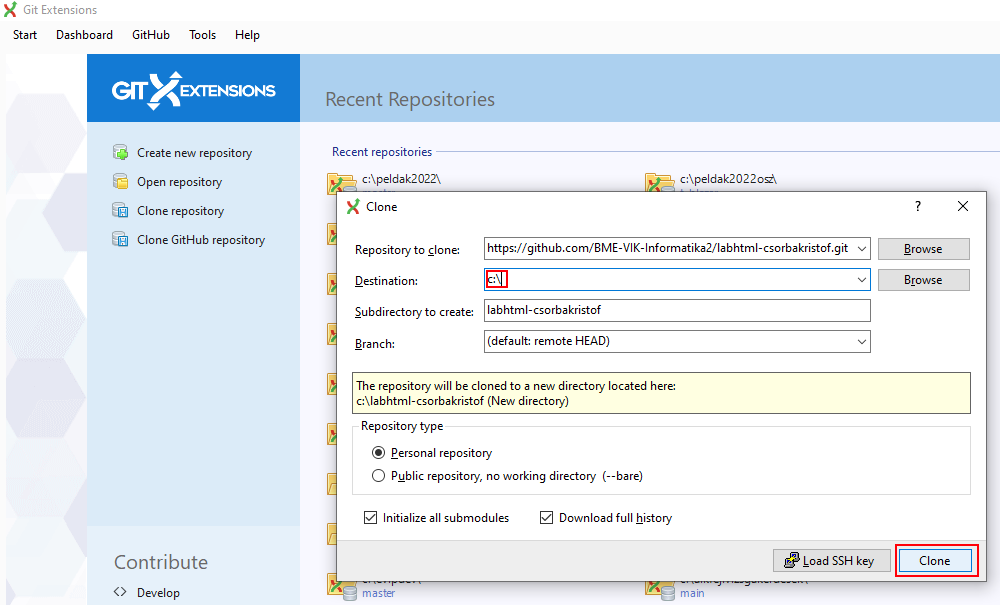 Git Extensions
Start Dashboard GitHub Tools Help
GIT EXTENSIONS
Recent Repositories
Create new repository
Open repository
Clone repository
Clone GitHub repository
Recent repositories
c:\peldak2022\
c:\peldak2022osz\
Clone
?
Repository to clone: https://github.com/BME-VIK-Informatika2/labhtml-csorbakristof.git Browse
Destination: c:\ Browse
Subdirectory to create: labhtml-csorbakristof
Branch: (default: remote HEAD)
The repository will be cloned to a new directory located here:
c:\labhtml-csorbakristof (New directory)
Repository type
Personal repository
Public repository, no working directory (--bare)
Initialize all submodules Download full history
Load SSH key Clone
master main
Contribute
Develop